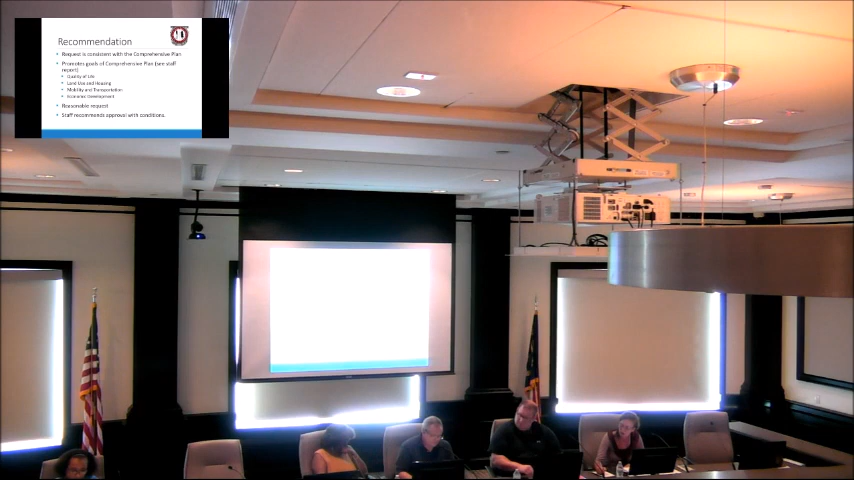 Recommendation
Request is consistent with the Comprehensive Plan
Promotes goals of Comprehensive Plan (see staff
report)
Quality of Life
Land Use and Housing
Mobility and Transportation
Economic Development
Reasonable request
Staff recommends approval with conditions.